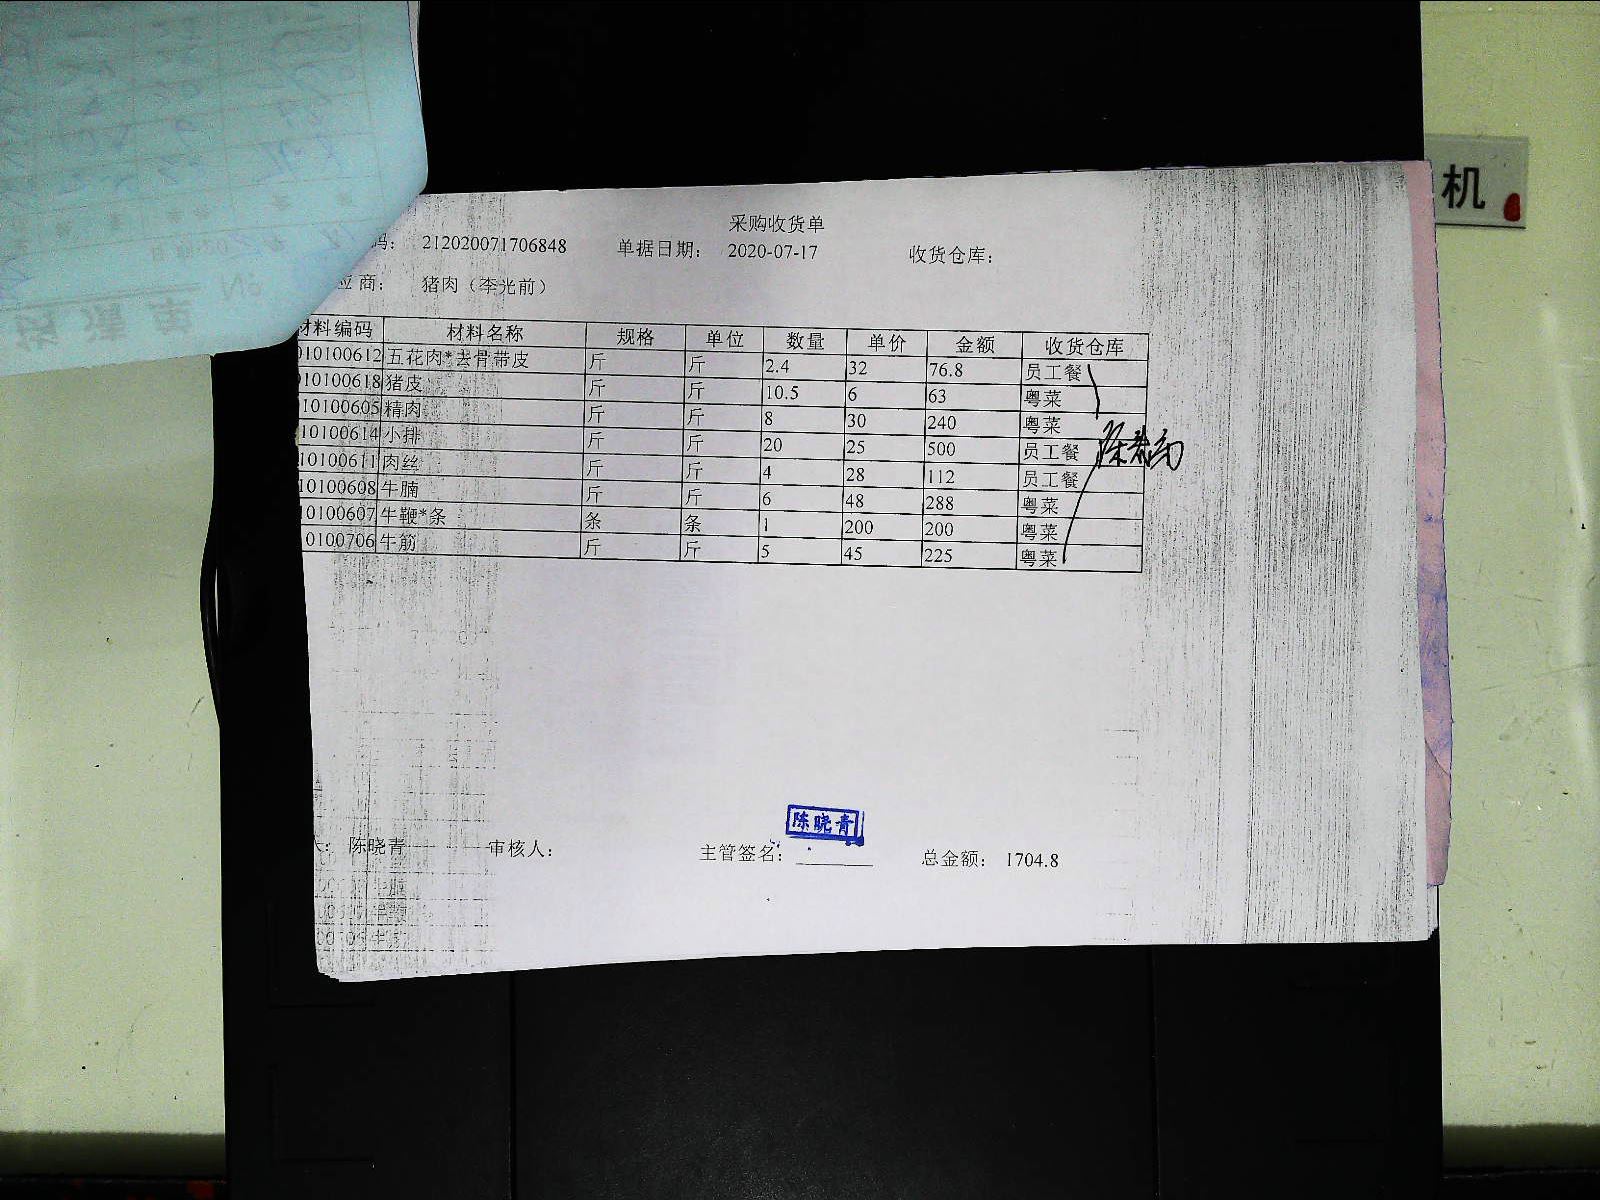 采购收货单
码： 212020071706848 单据日期： 2020-07-17 收货仓库：
应商： 猪肉（李光前）
材料编码 材料名称 规格 单位 数量 单价 金额 收货仓库
010100612 五花肉*去骨带皮 斤 斤 2.4 32 76.8 员工餐
10100618 猪皮 斤 斤 10.5 6 63 粤菜
10100605 精肉 斤 斤 8 30 240 粤菜
10100614 小排 斤 斤 20 25 500 员工餐
10100611 肉丝 斤 斤 4 28 112 员工餐
10100608 牛腩 斤 斤 6 48 288 粤菜
10100607 牛鞭*条 条 条 1 200 200 粤菜
0100706 牛筋 斤 斤 5 45 225 粤菜
陈晓青
人： 陈晓青 审核人： 主管签名： 总金额： 1704.8
机